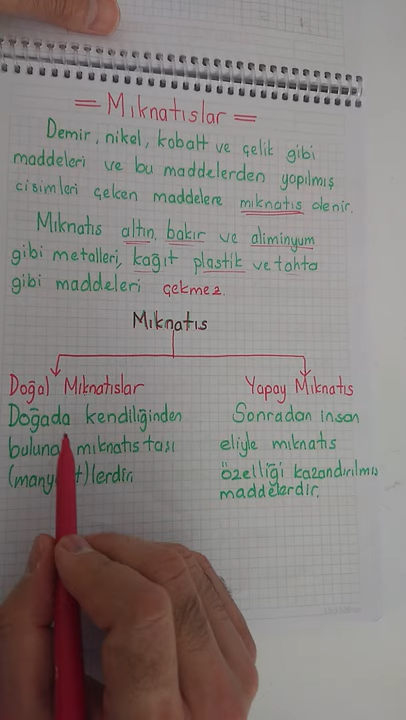 = Mıknatıslar =
Demir, nikel, kobalt ve çelik gibi
maddeleri ve bu maddelerden yapılmış
cisimleri çeken maddelere mıknatıs denir.
Mıknatıs altın, bakır ve aliminyum
gibi metalleri, kağıt plastik ve tahta
gibi maddeleri çekmez.
Mıknatıs
Doğal Mıknatıslar
Doğada kendiliğinden
mıknatıs taşı
lerdir.
Yapay Mıknatıs
Sonradan insan
eliyle mıknatıs
özelliği kazandırılmış
maddelerdir.